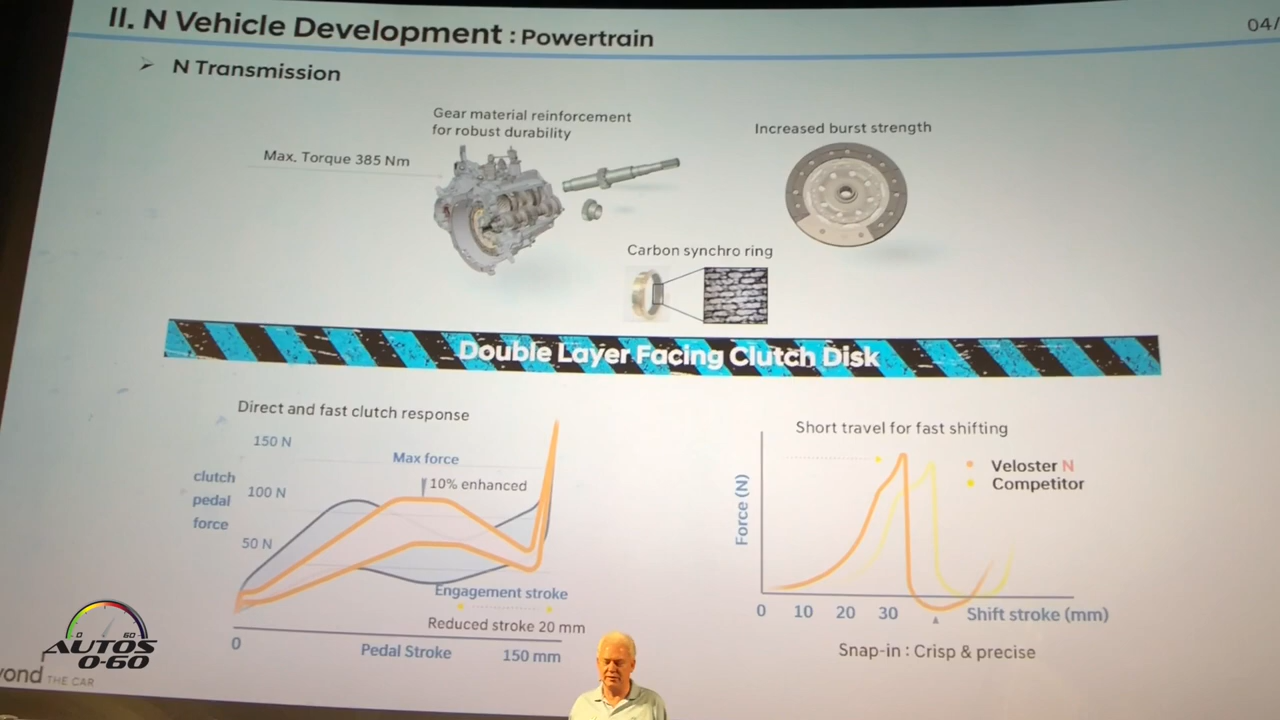 II. N Vehicle Development : Powertrain
04/
N Transmission
Gear material reinforcement
for robust durability
Increased burst strength
Max. Torque 385 Nm
Carbon synchro ring
Double Layer Facing Clutch Disk
Direct and fast clutch response
150 N
Max force
clutch
pedal
force
100 N
10% enhanced
50 N
Engagement stroke
Reduced stroke 20 mm
0
Pedal Stroke
150 mm
Short travel for fast shifting
Veloster N
Competitor
Force (N)
0 10 20 30
Shift stroke (mm)
Snap-in : Crisp & precise
0 60
AUTOS
0-60
yond THE CAR